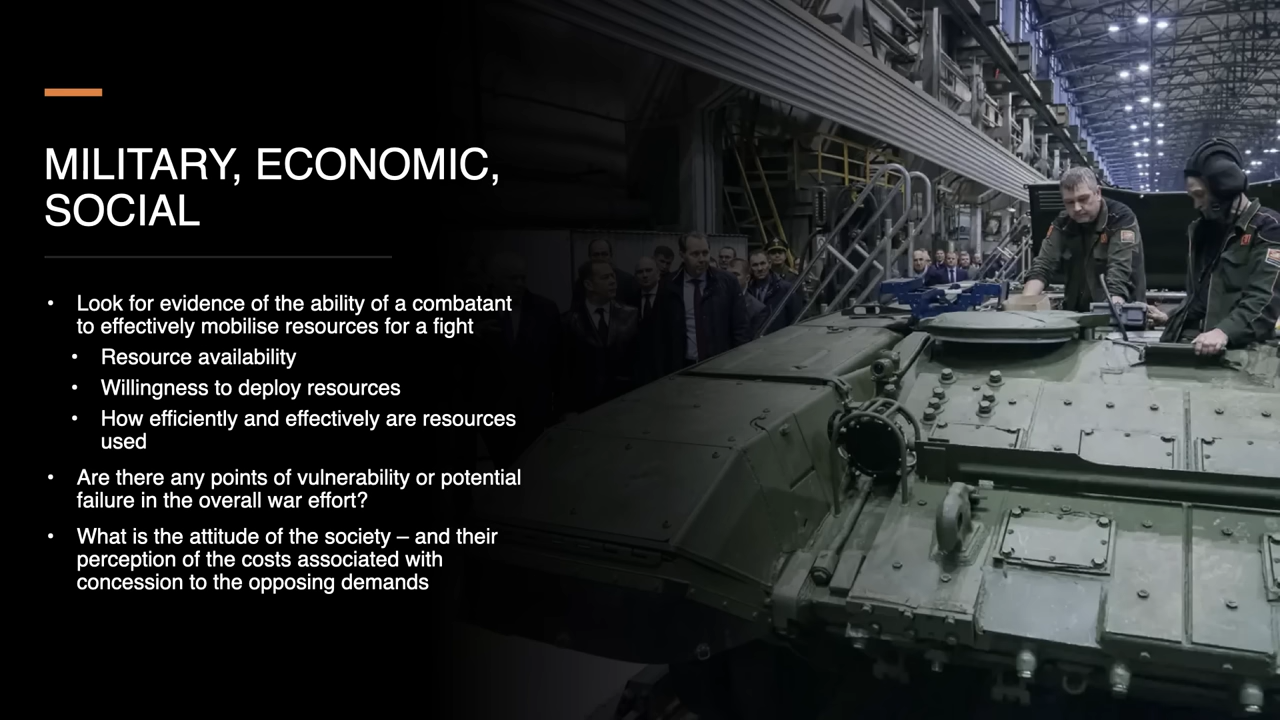 MILITARY, ECONOMIC,
SOCIAL
• Look for evidence of the ability of a combatant
to effectively mobilise resources for a fight
• Resource availability
• Willingness to deploy resources
• How efficiently and effectively are resources
used
• Are there any points of vulnerability or potential
failure in the overall war effort?
• What is the attitude of the society – and their
perception of the costs associated with
concession to the opposing demands